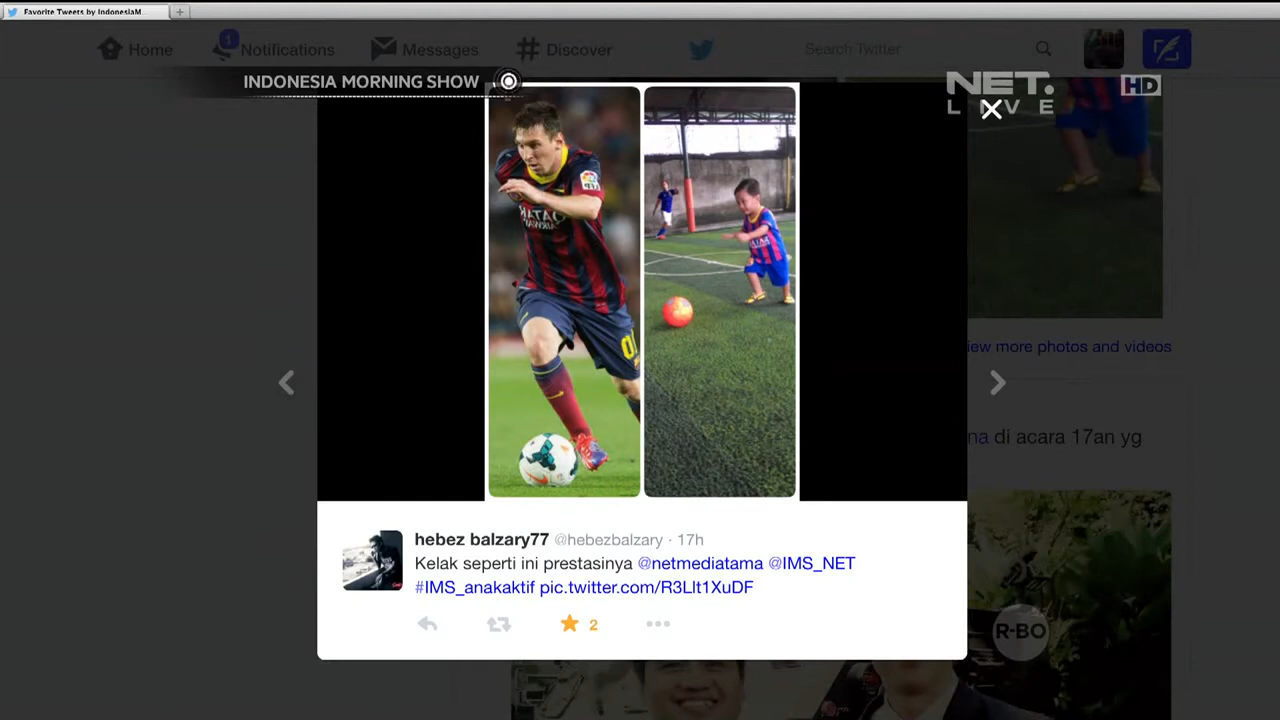 Favorite Tweets by IndonesiaM...
Home
1
Notifications
Messages
Discover
Search Twitter
INDONESIA MORNING SHOW
NET.
HD
LIVE
iew more photos and videos
na di acara 17an yg
hebez balzary77 @hebezbalzary · 17h
Kelak seperti ini prestasinya @netmediatama @IMS_NET
#IMS_anakaktif pic.twitter.com/R3LIt1XuDF
2
R-BO